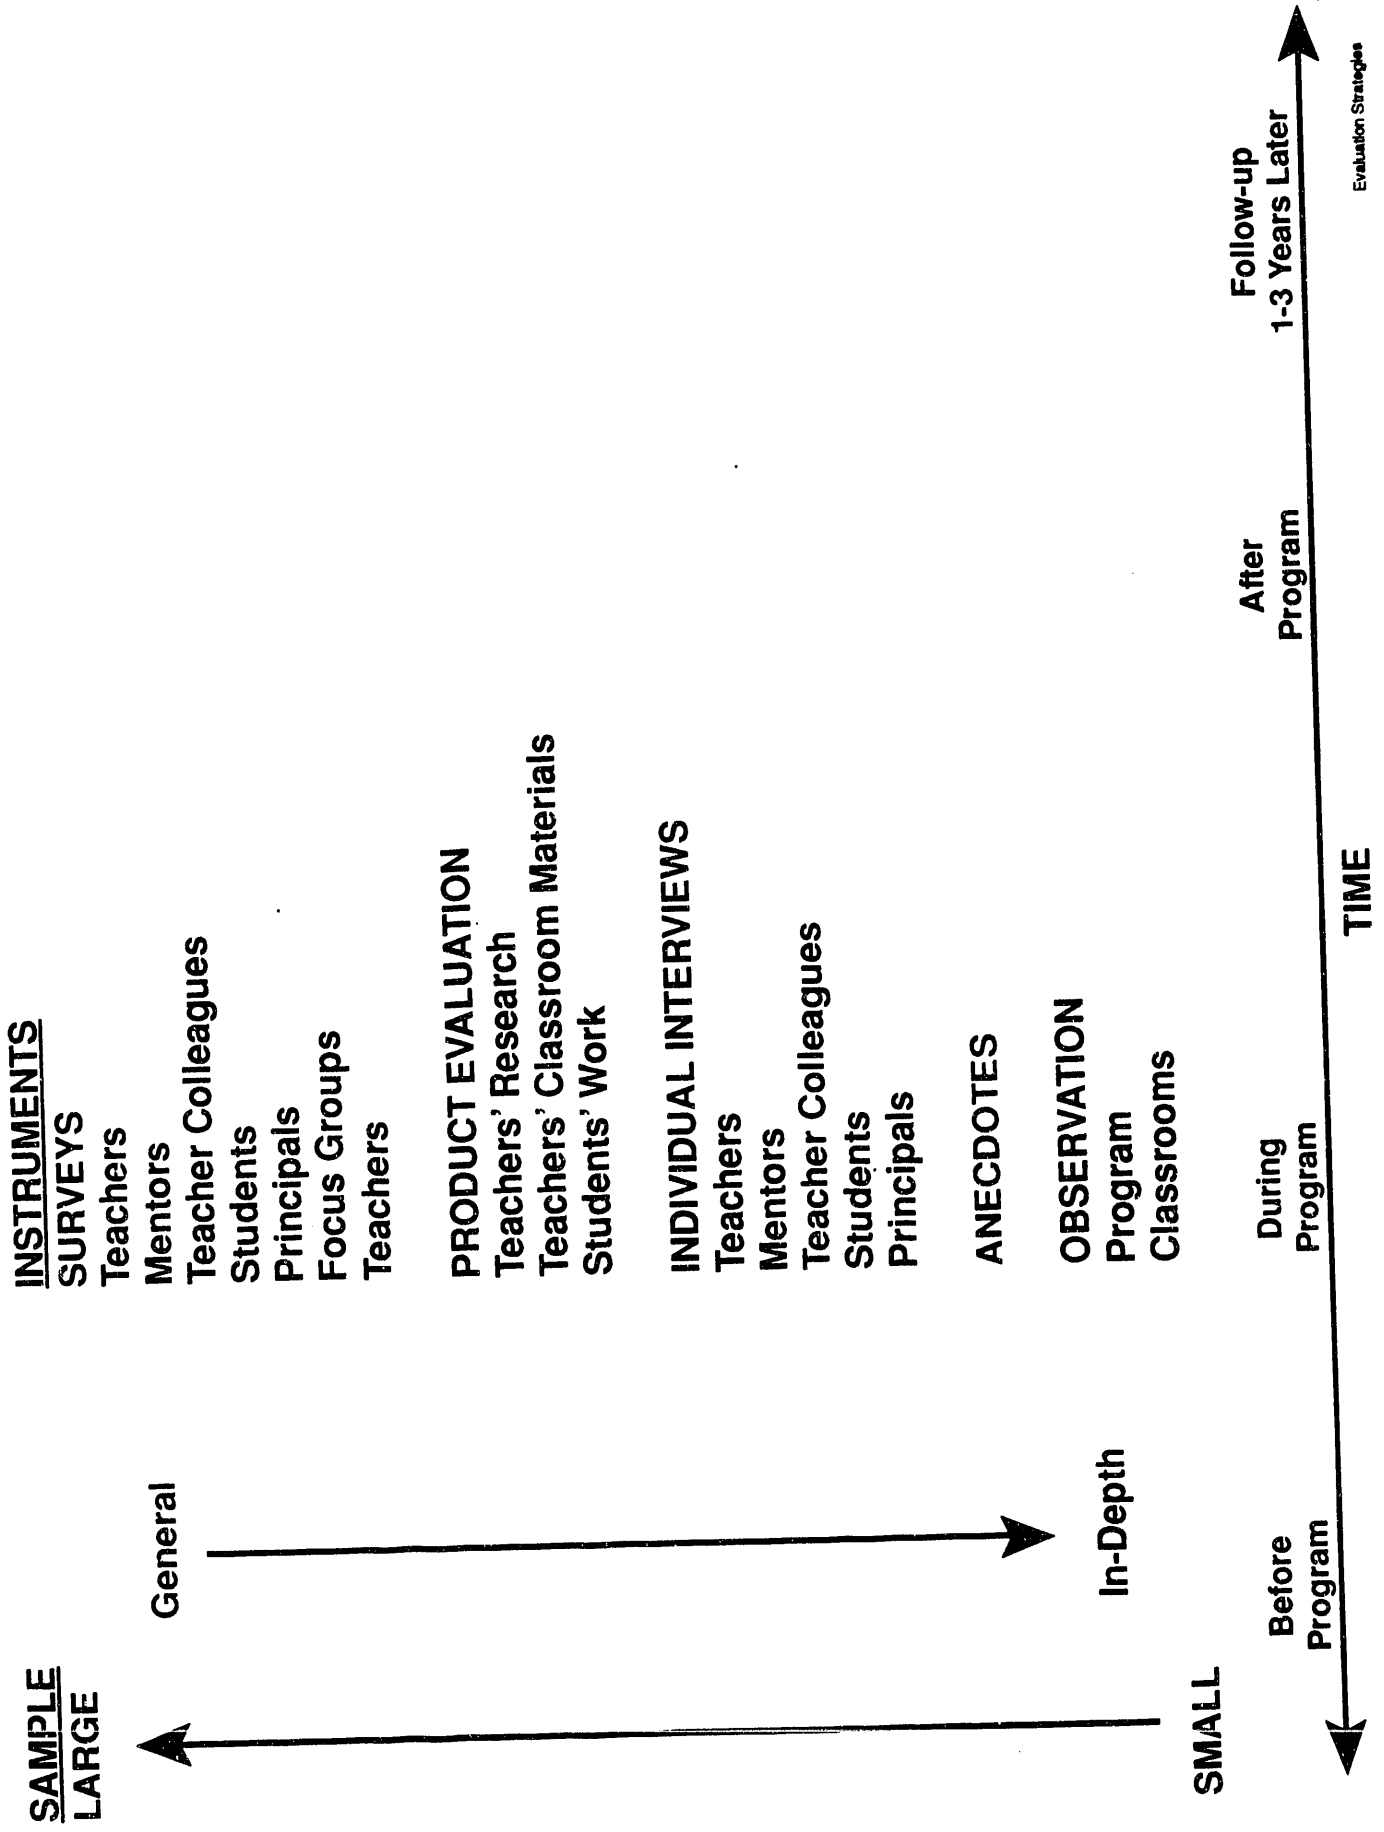 SAMPLE
LARGE
SMALL
General
In-Depth
INSTRUMENTS
SURVEYS
Teachers
Mentors
Teacher Colleagues
Students
Principals
Focus Groups
Teachers
PRODUCT EVALUATION
Teachers' Research
Teachers' Classroom Materials
Students' Work
INDIVIDUAL INTERVIEWS
Teachers
Mentors
Teacher Colleagues
Students
Principals
ANECDOTES
OBSERVATION
Program
Classrooms
Before
Program
During
Program
After
Program
Follow-up
1-3 Years Later
TIME
Evaluation Strategies